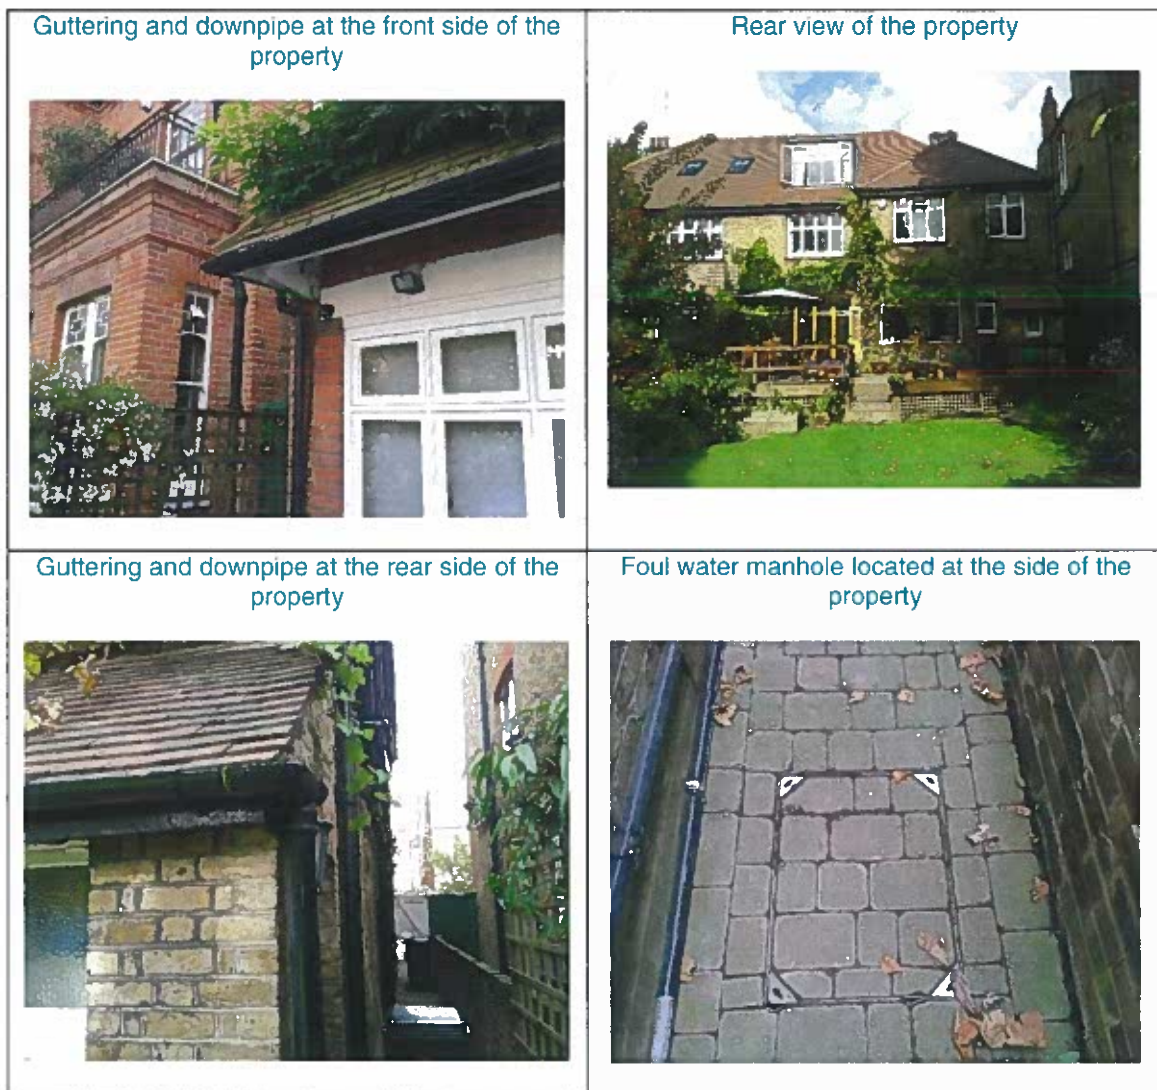 Guttering and downpipe at the front side of the
property
Rear view of the property
Guttering and downpipe at the rear side of the
property
Foul water manhole located at the side of the
property